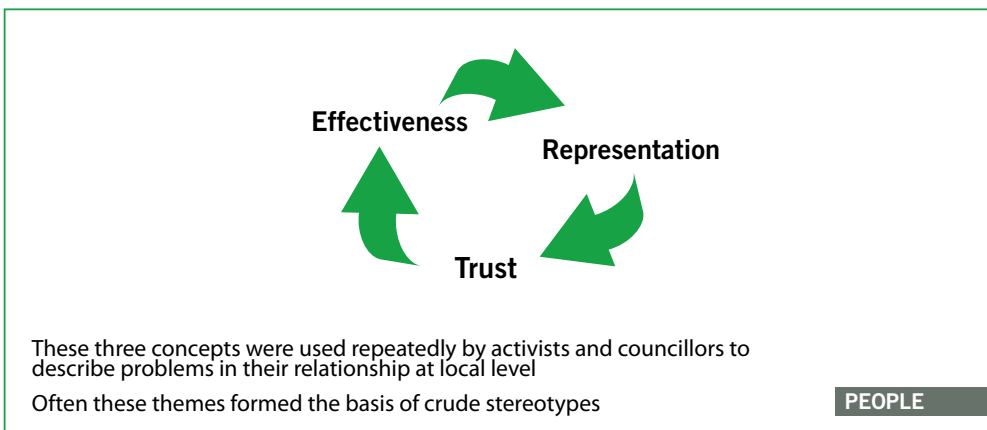 Effectiveness
Representation
Trust
These three concepts were used repeatedly by activists and councillors to
describe problems in their relationship at local level
Often these themes formed the basis of crude stereotypes
PEOPLE